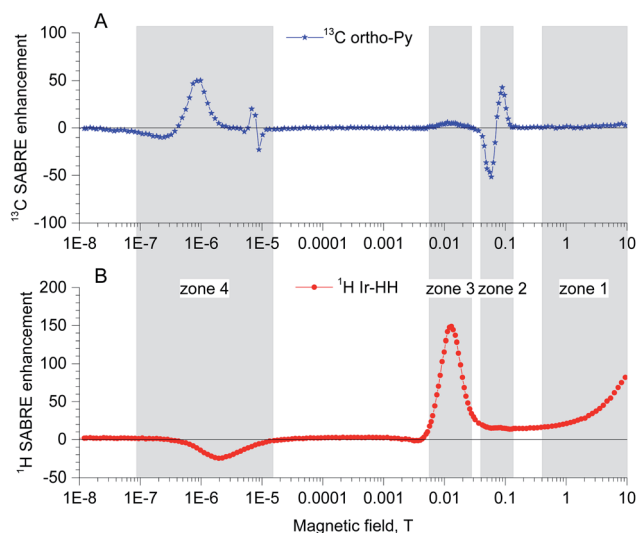 A
¹³C ortho-Py
100
50
0
-50
-100
¹³C SABRE enhancement
1E-8 1E-7 1E-6 1E-5 0.0001 0.001 0.01 0.1 1 10
B
¹H Ir-HH
zone 4 zone 3 zone 2 zone 1
200
150
100
50
0
-50
¹H SABRE enhancement
1E-8 1E-7 1E-6 1E-5 0.0001 0.001 0.01 0.1 1 10
Magnetic field, T